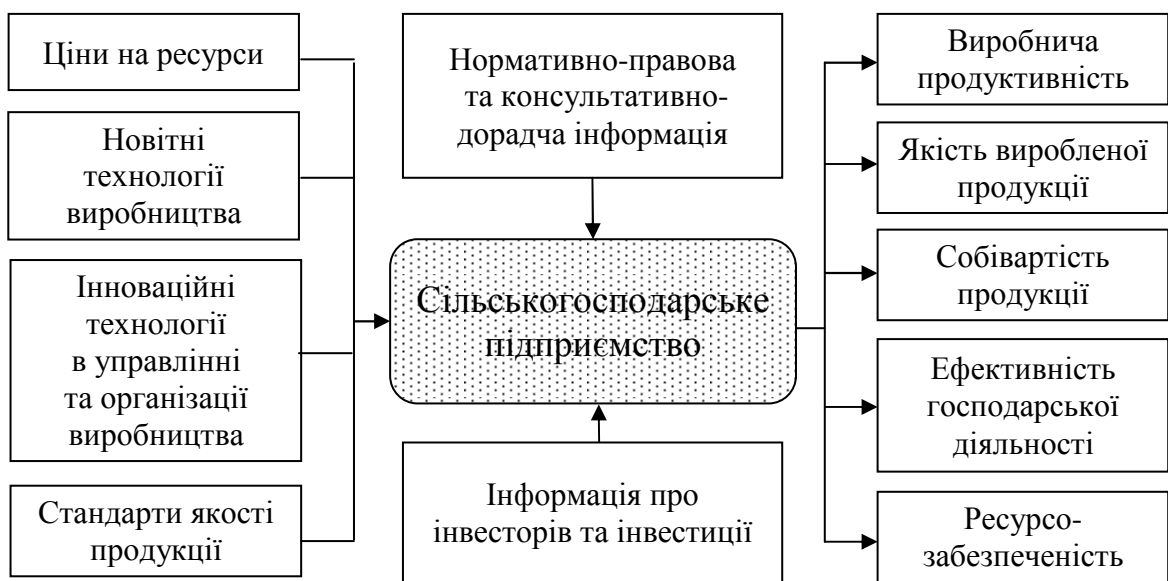 Ціни на ресурси
Новітні
технології
виробництва
Інноваційні
технології
в управлінні
та організації
виробництва
Стандарти якості
продукції
Нормативно-правова
та консультативно-
дорадча інформація
Сільськогосподарське
підприємство
Інформація про
інвесторів та інвестиції
Виробнича
продуктивність
Якість виробленої
продукції
Собівартість
продукції
Ефективність
господарської
діяльності
Ресурсо-
забезпеченість